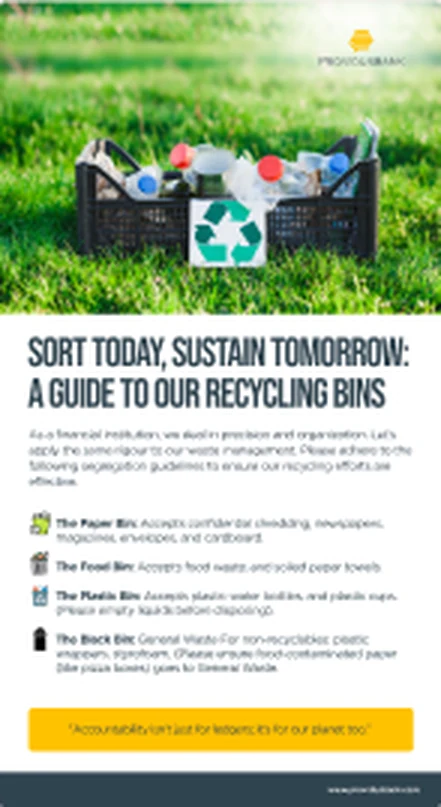 SORT TODAY, SUSTAIN TOMORROW:
A GUIDE TO OUR RECYCLING BINS
As a financial institution, we deal in precision and organisation. Let's
apply the same rigour to our waste management. Please adhere to the
following segregation guidelines to ensure our recycling efforts are
effective.
The Paper Bin: Accepts confidential shredding, newspapers,
magazines, envelopes, and cardboard.
The Food Bin: Accepts food waste, and soiled paper towels.
The Plastic Bin: Accepts plastic water bottles, and plastic cups.
(Please empty liquids before disposing).
The Black Bin: General Waste For non-recyclables: plastic
wrappers, styrofoam. (Please ensure food-contaminated paper
(like pizza boxes) goes to General Waste.
"Accountability isn't just for ledgers; it's for our planet too."